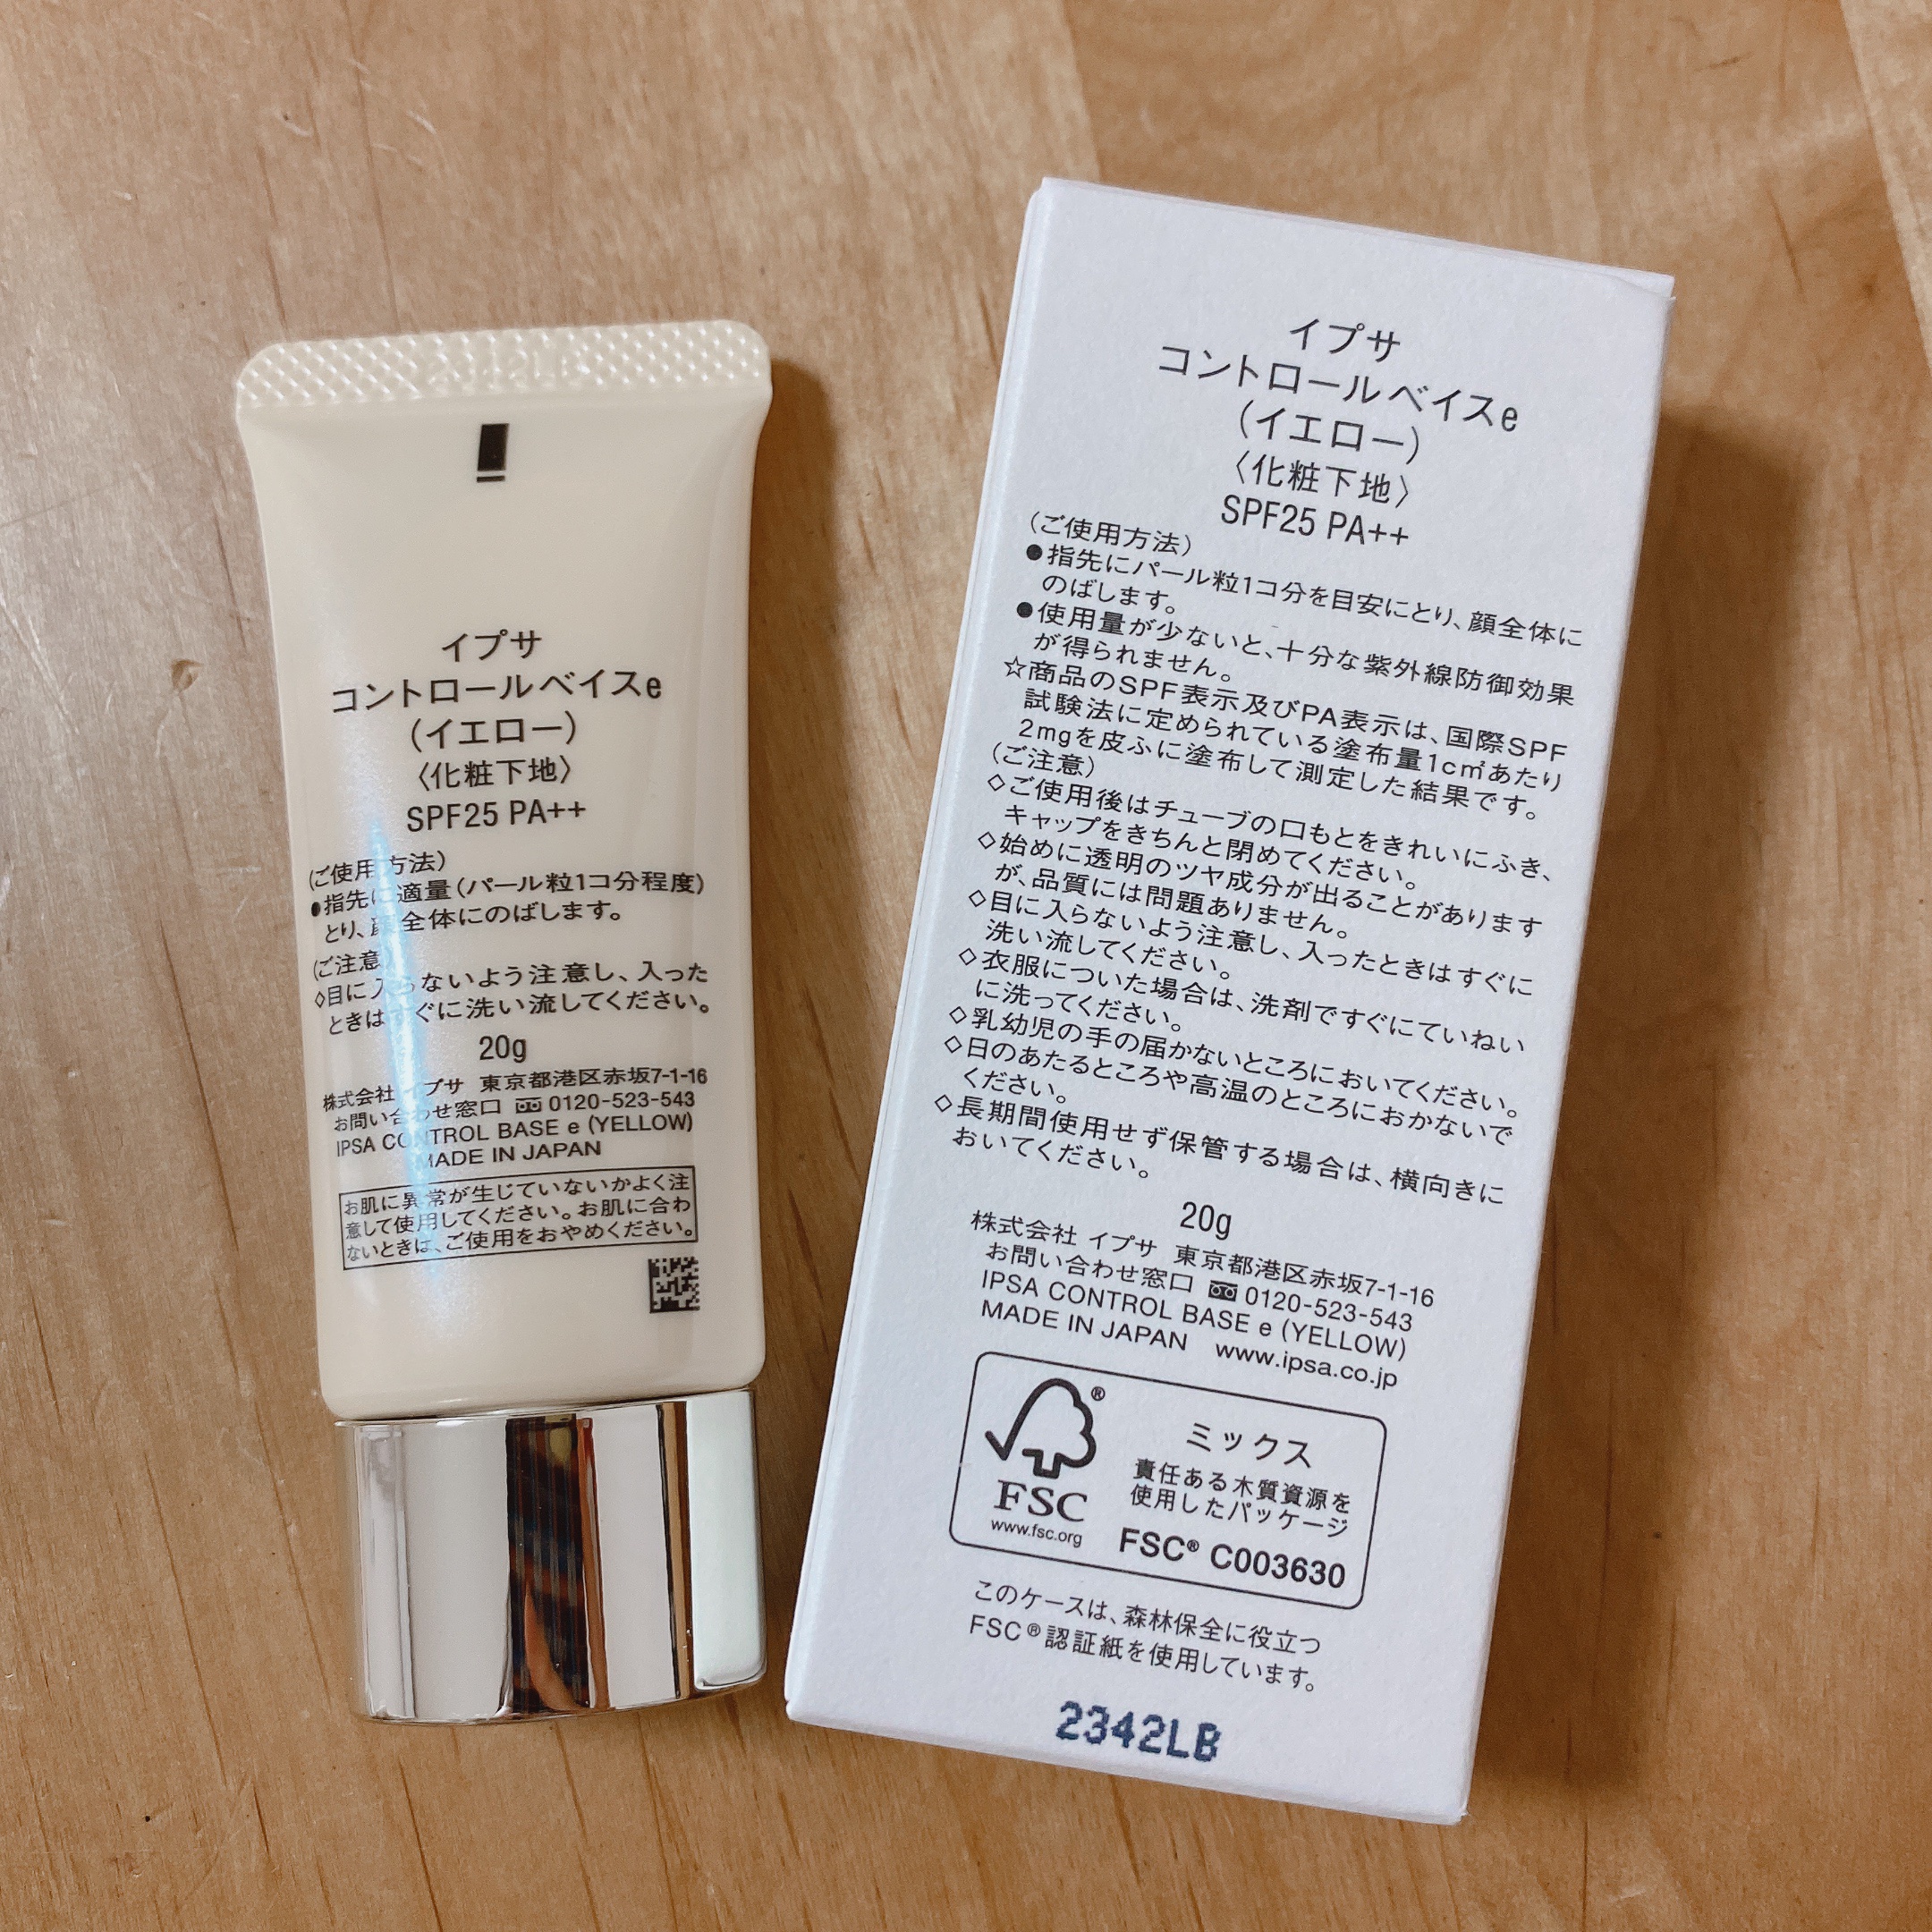 2342LB
イプサ
コントロールベイスe
(イエロー)
〈化粧下地〉
SPF25 PA++
(ご使用方法)
●指先に適量(パール粒1コ分程度)
とり、顔全体にのばします。
(ご注意)
◇目に入らないよう注意し、入った
ときはすぐに洗い流してください。
20g
株式会社 イプサ 東京都港区赤坂7-1-16
お問い合わせ窓口 0120-523-543
IPSA CONTROL BASE e (YELLOW)
MADE IN JAPAN
お肌に異常が生じていないかよく注
意して使用してください。お肌に合わ
ないときは、ご使用をおやめください。
イプサ
コントロールベイスe
(イエロー)
〈化粧下地〉
SPF25 PA++
(ご使用方法)
●指先にパール粒1コ分を目安にとり、顔全体に
のばします。
●使用量が少ないと、十分な紫外線防御効果
が得られません。
☆商品のSPF表示及びPA表示は、国際SPF
試験法に定められている塗布量1c㎡あたり
2mgを皮ふに塗布して測定した結果です。
(ご注意)
◇ご使用後はチューブの口もとをきれいにふき、
キャップをきちんと閉めてください。
◇始めに透明のツヤ成分が出ることがあります
が、品質には問題ありません。
◇目に入らないよう注意し、入ったときはすぐに
洗い流してください。
◇衣服についた場合は、洗剤ですぐにていねい
に洗ってください。
◇乳幼児の手の届かないところにおいてください。
◇日のあたるところや高温のところにおかないで
ください。
◇長期間使用せず保管する場合は、横向きに
おいてください。
20g
株式会社 イプサ 東京都港区赤坂7-1-16
お問い合わせ窓口 0120-523-543
IPSA CONTROL BASE e (YELLOW)
MADE IN JAPAN www.ipsa.co.jp
®
FSC
www.fsc.org
ミックス
責任ある木質資源を
使用したパッケージ
FSC® C003630
このケースは、森林保全に役立つ
FSC®認証紙を使用しています。
2342LB